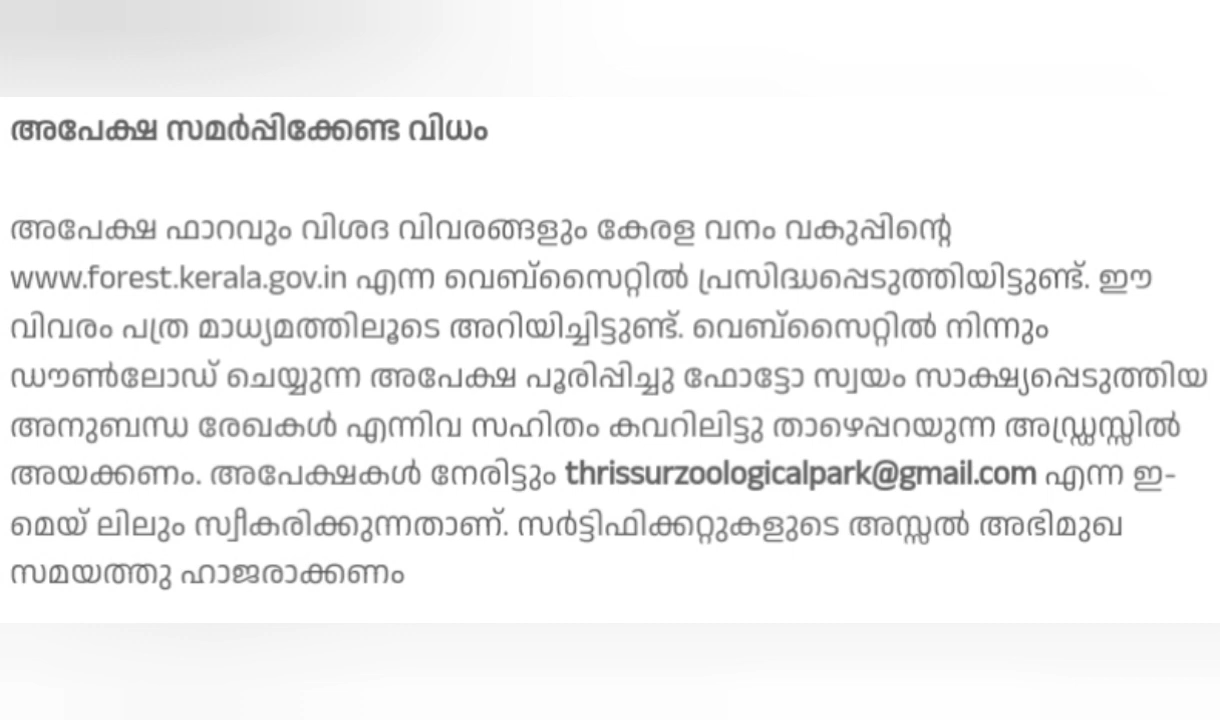 അപേക്ഷ സമർപ്പിക്കേണ്ട വിധം
അപേക്ഷ ഫാറവും വിശദ വിവരങ്ങളും കേരള വനം വകുപ്പിന്റെ
www.forest.kerala.gov.in എന്ന വെബ്സൈറ്റിൽ പ്രസിദ്ധപ്പെടുത്തിയിട്ടുണ്ട്. ഈ
വിവരം പത്ര മാധ്യമത്തിലൂടെ അറിയിച്ചിട്ടുണ്ട്. വെബ്സൈറ്റിൽ നിന്നും
ഡൗൺലോഡ് ചെയ്യുന്ന അപേക്ഷ പൂരിപ്പിച്ചു ഫോട്ടോ സ്വയം സാക്ഷ്യപ്പെടുത്തിയ
അനുബന്ധ രേഖകൾ എന്നിവ സഹിതം കവറിലിട്ടു താഴെപ്പറയുന്ന അഡ്ഡ്രസ്സിൽ
അയക്കണം. അപേക്ഷകൾ നേരിട്ടും thrissurzoologicalpark@gmail.com എന്ന ഇ-
മെയ് ലിലും സ്വീകരിക്കുന്നതാണ്. സർട്ടിഫിക്കറ്റുകളുടെ അസ്സൽ അഭിമുഖ
സമയത്തു ഹാജരാക്കണം